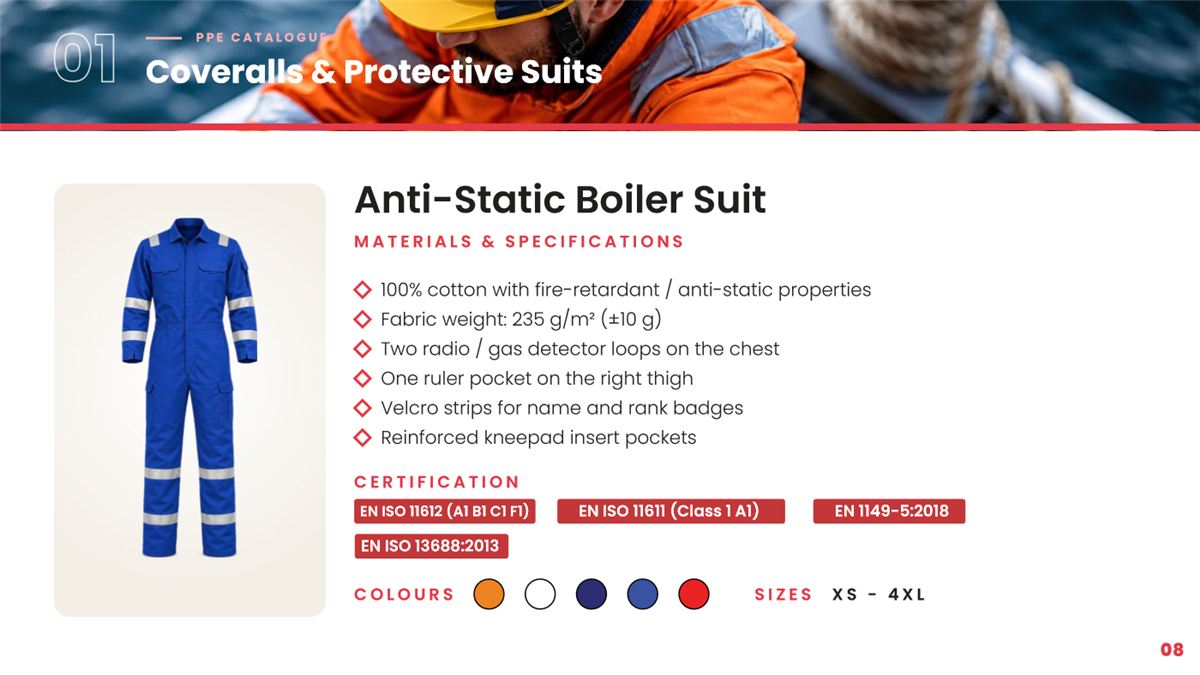 01
PPE CATALOGUE
Coveralls & Protective Suits
Anti-Static Boiler Suit
MATERIALS & SPECIFICATIONS
100% cotton with fire-retardant / anti-static properties
Fabric weight: 235 g/m² (±10 g)
Two radio / gas detector loops on the chest
One ruler pocket on the right thigh
Velcro strips for name and rank badges
Reinforced kneepad insert pockets
CERTIFICATION
EN ISO 11612 (A1 B1 C1 F1) EN ISO 11611 (Class 1 A1) EN 1149-5:2018
EN ISO 13688:2013
COLOURS SIZES XS - 4XL
08